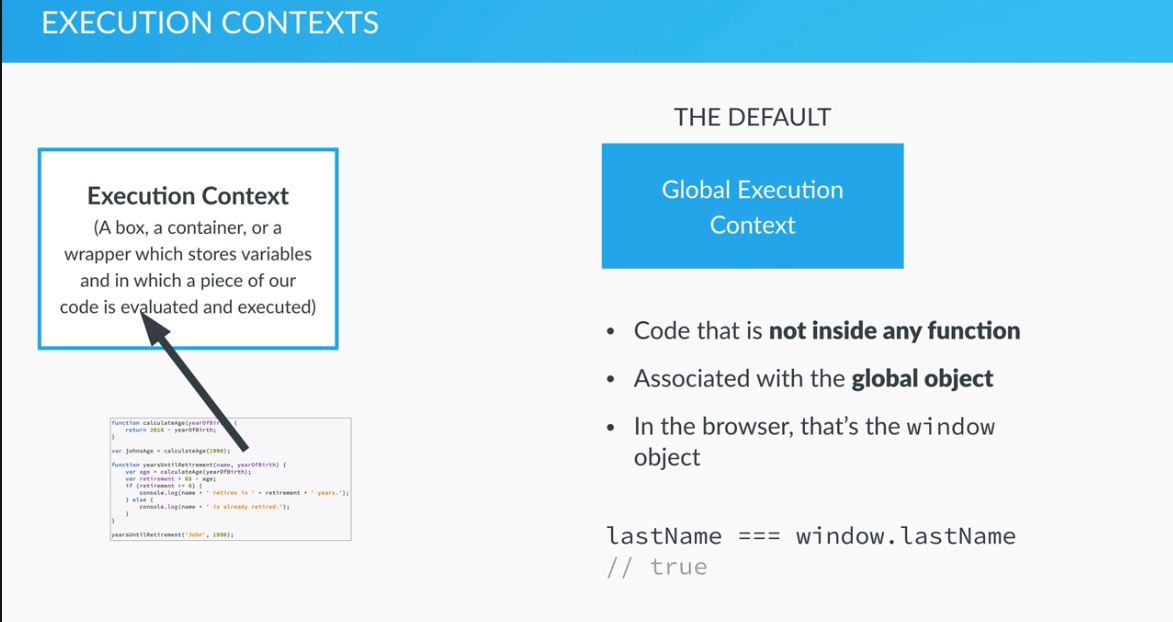 EXECUTION CONTEXTS
Execution Context
(A box, a container, or a
wrapper which stores variables
and in which a piece of our
code is evaluated and executed)
function calculateAge(yearOfBir {
return 2016 - yearOfBirth;
}
var johnsAge = calculateAge(1990);
function yearsUntilRetirement(name, yearOfBirth) {
var age = calculateAge(yearOfBirth);
var retirement = 65 - age;
if (retirement >= 0) {
console.log(name + ' retires in ' + retirement + ' years.');
} else {
console.log(name + ' is already retired.');
}
}
yearsUntilRetirement('John', 1990);
THE DEFAULT
Global Execution
Context
• Code that is not inside any function
• Associated with the global object
• In the browser, that’s the window
object
lastName === window.lastName
// true